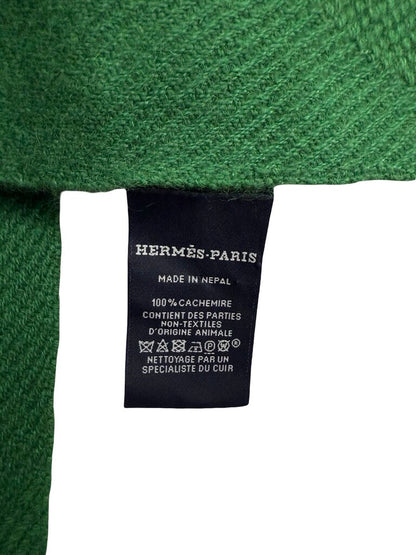 HERMÈS-PARIS
MADE IN NEPAL
100% CACHEMIRE
CONTIENT DES PARTIES
NON-TEXTILES
D'ORIGINE ANIMALE
P W
NETTOYAGE PAR UN
SPECIALISTE DU CUIR